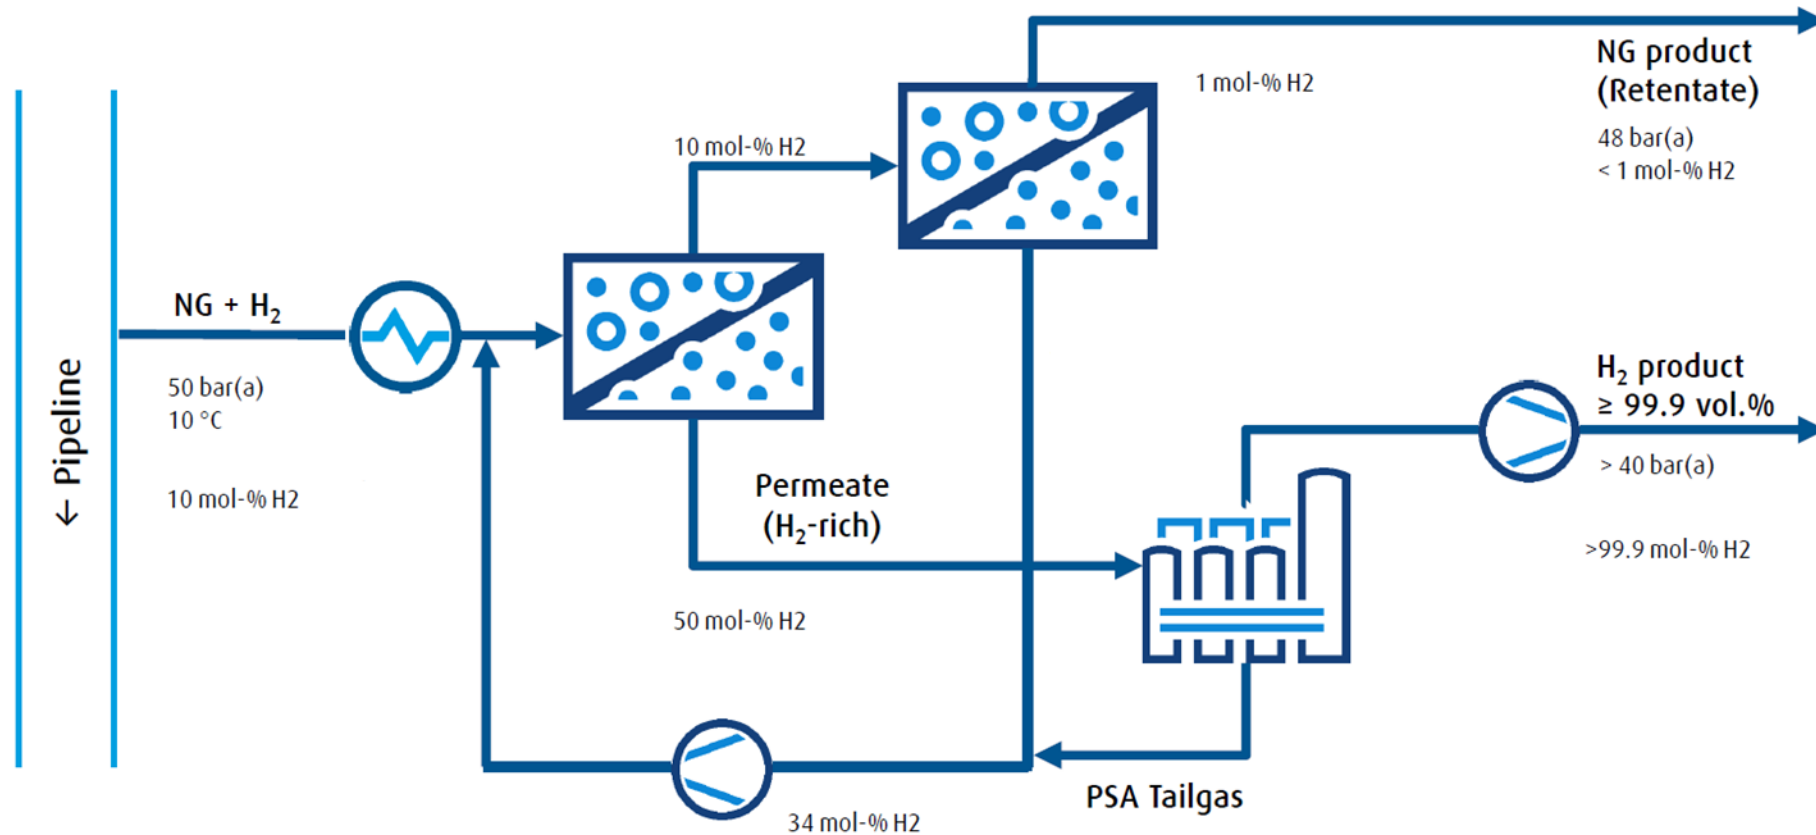 ← Pipeline
NG + H₂
50 bar(a)
10 °C
10 mol-% H2
10 mol-% H2
1 mol-% H2
NG product
(Retentate)
48 bar(a)
< 1 mol-% H2
Permeate
(H₂-rich)
50 mol-% H2
H₂ product
≥ 99.9 vol.%
> 40 bar(a)
>99.9 mol-% H2
PSA Tailgas
34 mol-% H2